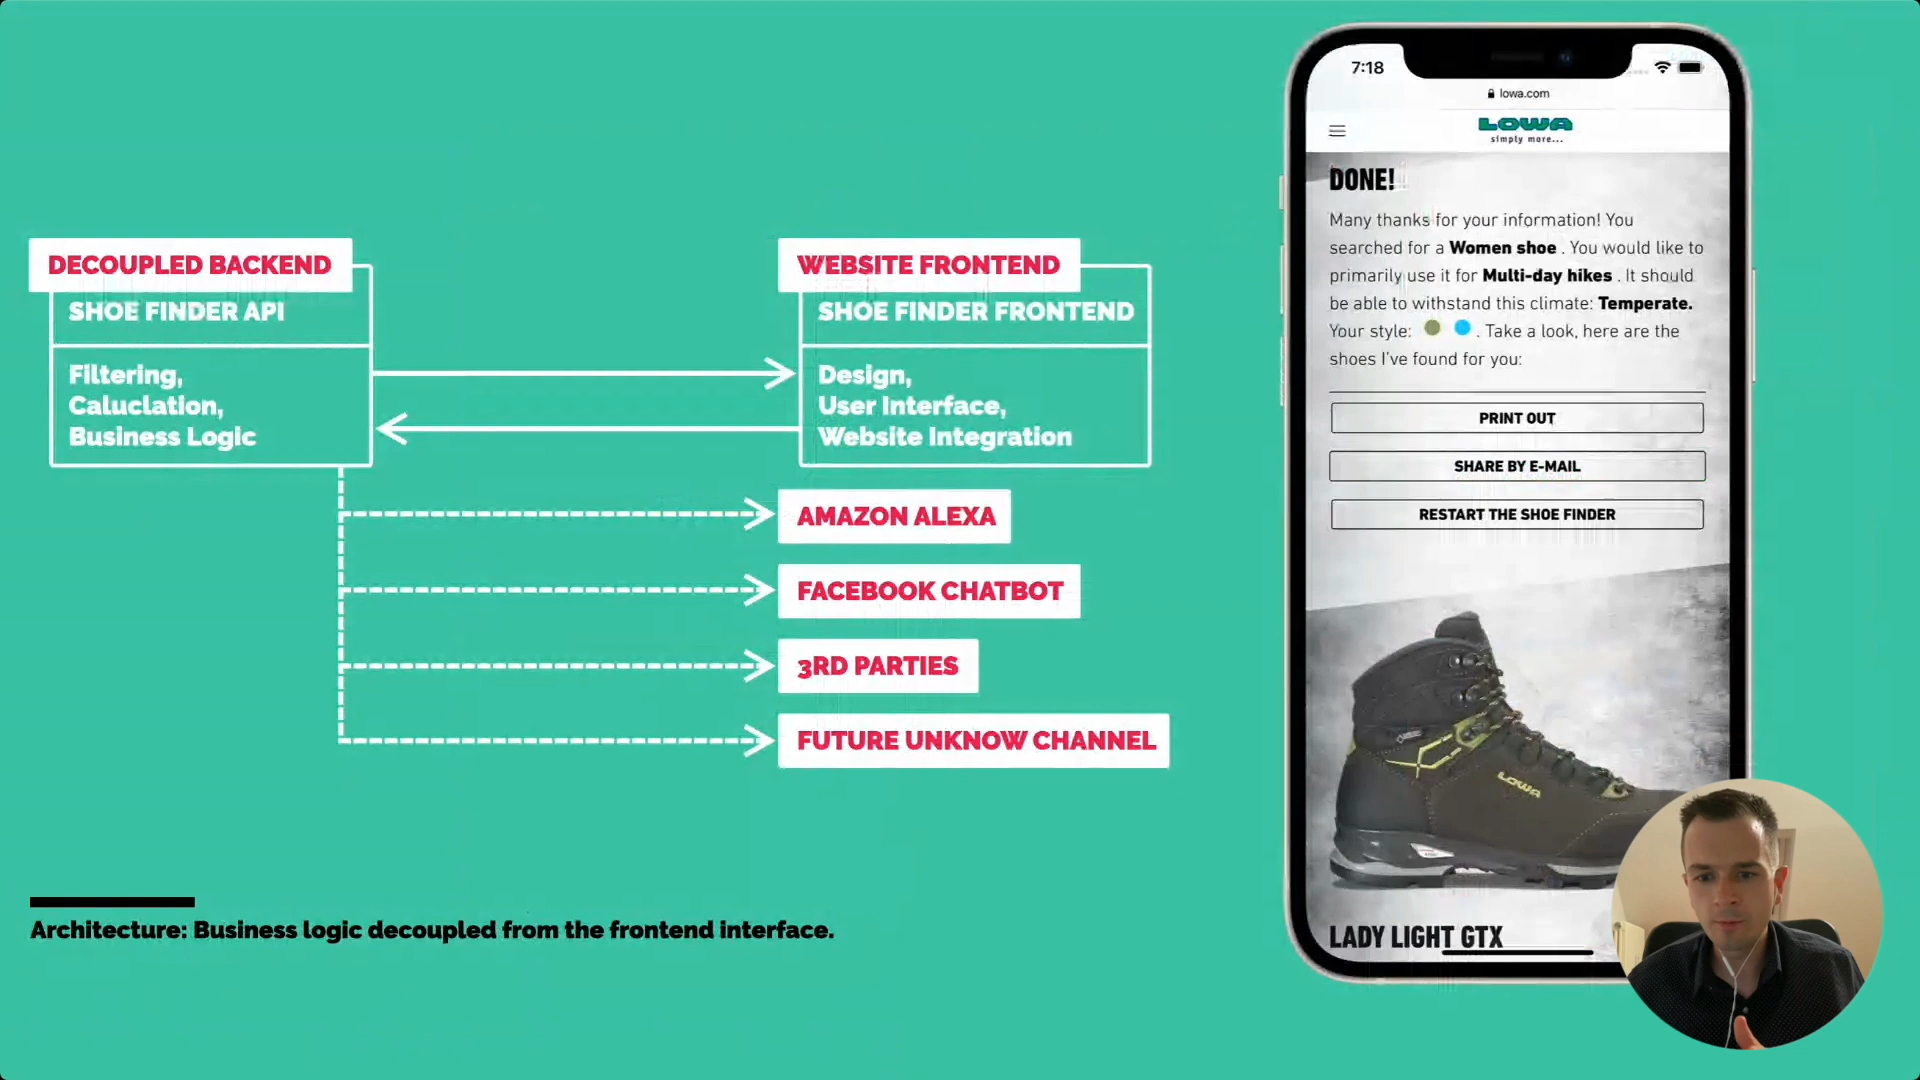 DECOUPLED BACKEND
SHOE FINDER API
Filtering,
Caluclation,
Business Logic
WEBSITE FRONTEND
SHOE FINDER FRONTEND
Design,
User Interface,
Website Integration
AMAZON ALEXA
FACEBOOK CHATBOT
3RD PARTIES
FUTURE UNKNOW CHANNEL
Architecture: Business logic decoupled from the frontend interface.
7:18
lowa.com
LOWA
simply more...
DONE!
Many thanks for your information! You
searched for a Women shoe . You would like to
primarily use it for Multi-day hikes . It should
be able to withstand this climate: Temperate.
Your style: . Take a look, here are the
shoes I've found for you:
PRINT OUT
SHARE BY E-MAIL
RESTART THE SHOE FINDER
LOWA
LADY LIGHT GTX